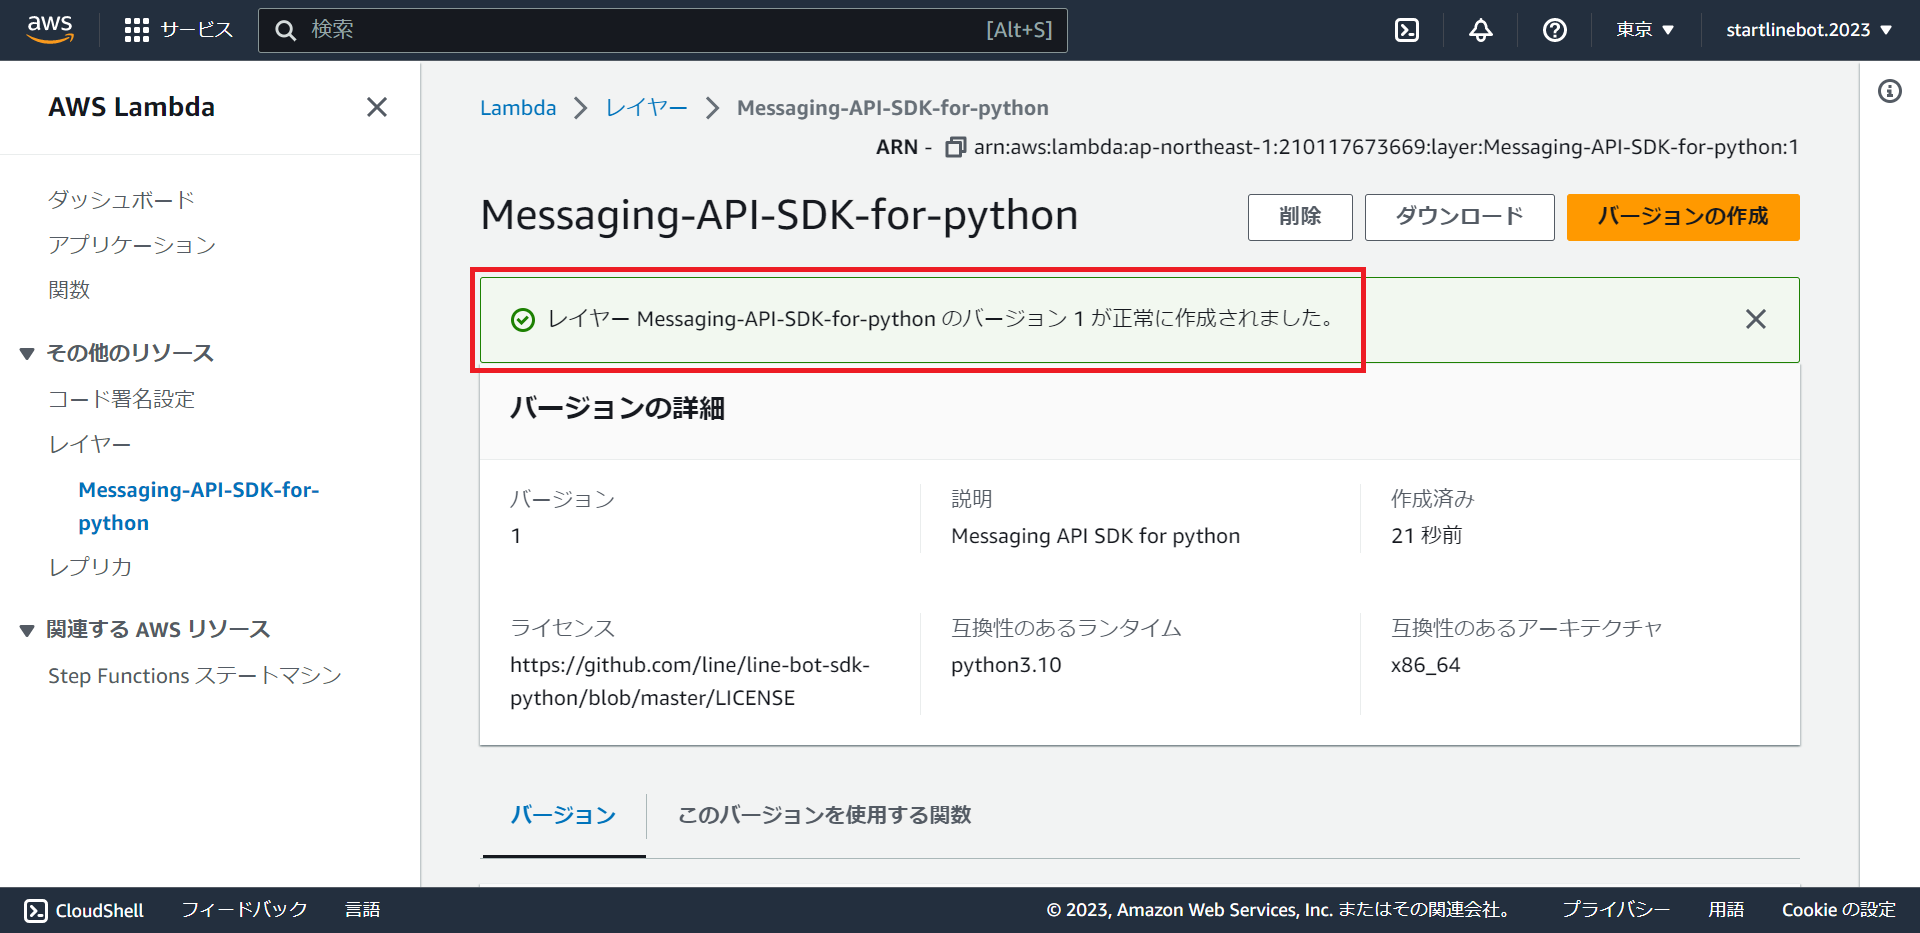 aws
サービス
検索
[Alt+S]
東京 ▼
startlinebot.2023 ▼
AWS Lambda
ダッシュボード
アプリケーション
関数
▼ その他のリソース
コード署名設定
レイヤー
Messaging-API-SDK-for-
python
レプリカ
▼ 関連する AWS リソース
Step Functions ステートマシン
Lambda > レイヤー > Messaging-API-SDK-for-python
ARN - arn:aws:lambda:ap-northeast-1:210117673669:layer:Messaging-API-SDK-for-python:1
Messaging-API-SDK-for-python
削除
ダウンロード
バージョンの作成
レイヤー Messaging-API-SDK-for-python のバージョン 1 が正常に作成されました。
バージョンの詳細
バージョン
1
説明
Messaging API SDK for python
作成済み
21 秒前
ライセンス
https://github.com/line/line-bot-sdk-
python/blob/master/LICENSE
互換性のあるランタイム
python3.10
互換性のあるアーキテクチャ
x86_64
バージョン
このバージョンを使用する関数
CloudShell
フィードバック
言語
© 2023, Amazon Web Services, Inc. またはその関連会社。
プライバシー
用語
Cookie の設定